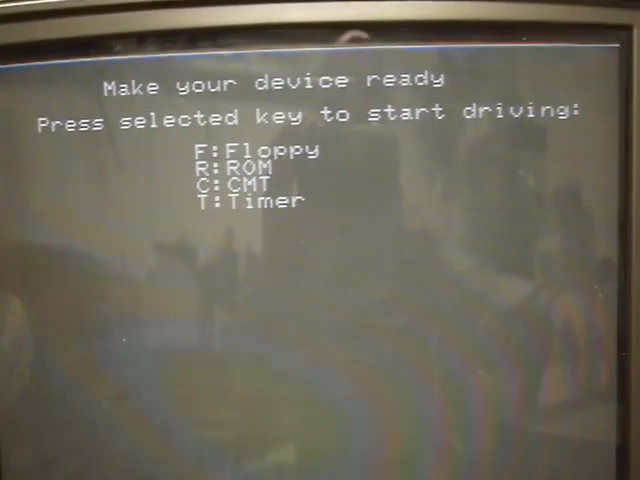 Make your device ready
Press selected key to start driving:
F:Floppy
R:ROM
C:CMT
T:Timer